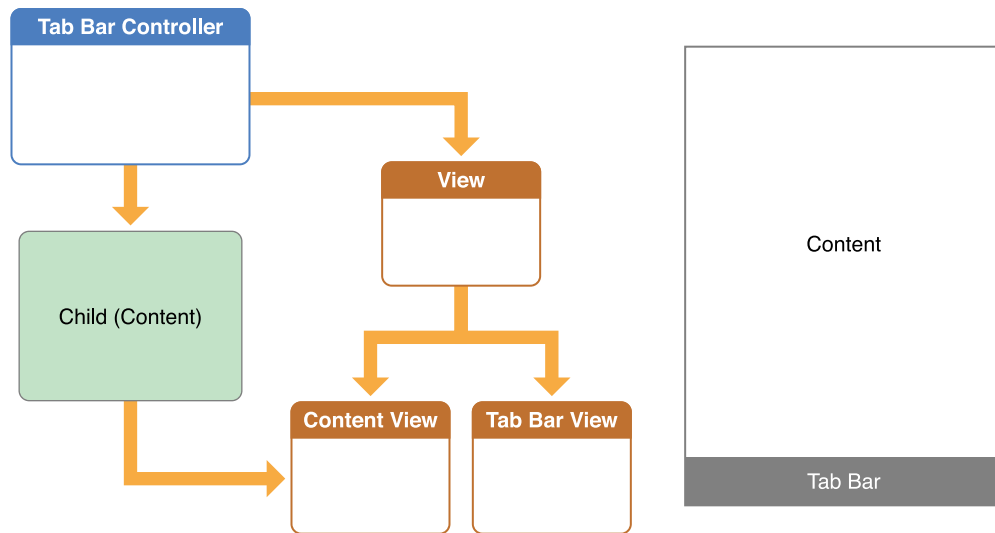 Tab Bar Controller
View
Content
Child (Content)
Content View
Tab Bar View
Tab Bar